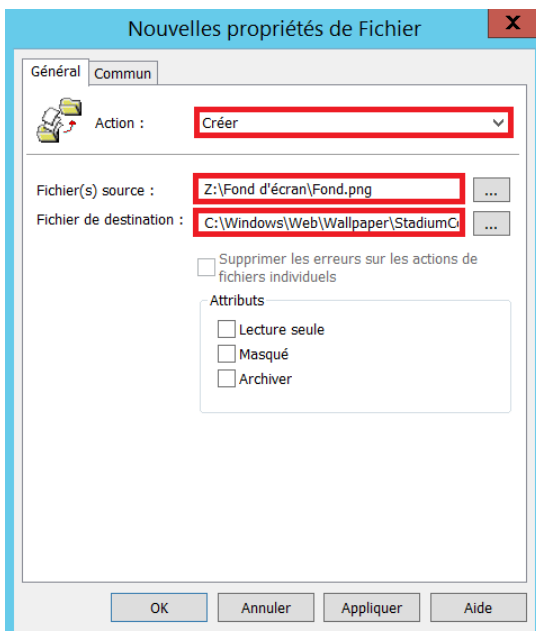 Nouvelles propriétés de Fichier
X
Général Commun
Action : Créer
Fichier(s) source : Z:\Fond d'écran\Fond.png ...
Fichier de destination : C:\Windows\Web\Wallpaper\StadiumC ...
Supprimer les erreurs sur les actions de
fichiers individuels
Attributs
Lecture seule
Masqué
Archiver
OK Annuler Appliquer Aide